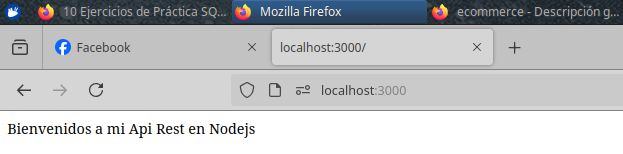 10 Ejercicios de Práctica SQ...
Mozilla Firefox
ecommerce - Descripción g...
Facebook
localhost:3000/
localhost:3000
Bienvenidos a mi Api Rest en Nodejs